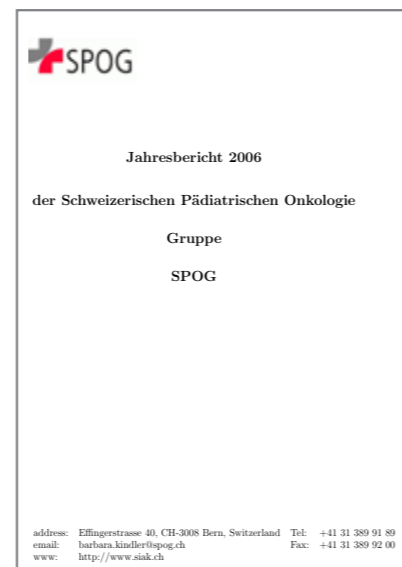 SPOG
Jahresbericht 2006
der Schweizerischen Pädiatrischen Onkologie
Gruppe
SPOG
address: Effingerstrasse 40, CH-3008 Bern, Switzerland Tel: +41 31 389 91 89
email: barbara.kindler@spog.ch Fax: +41 31 389 92 00
www: http://www.siak.ch